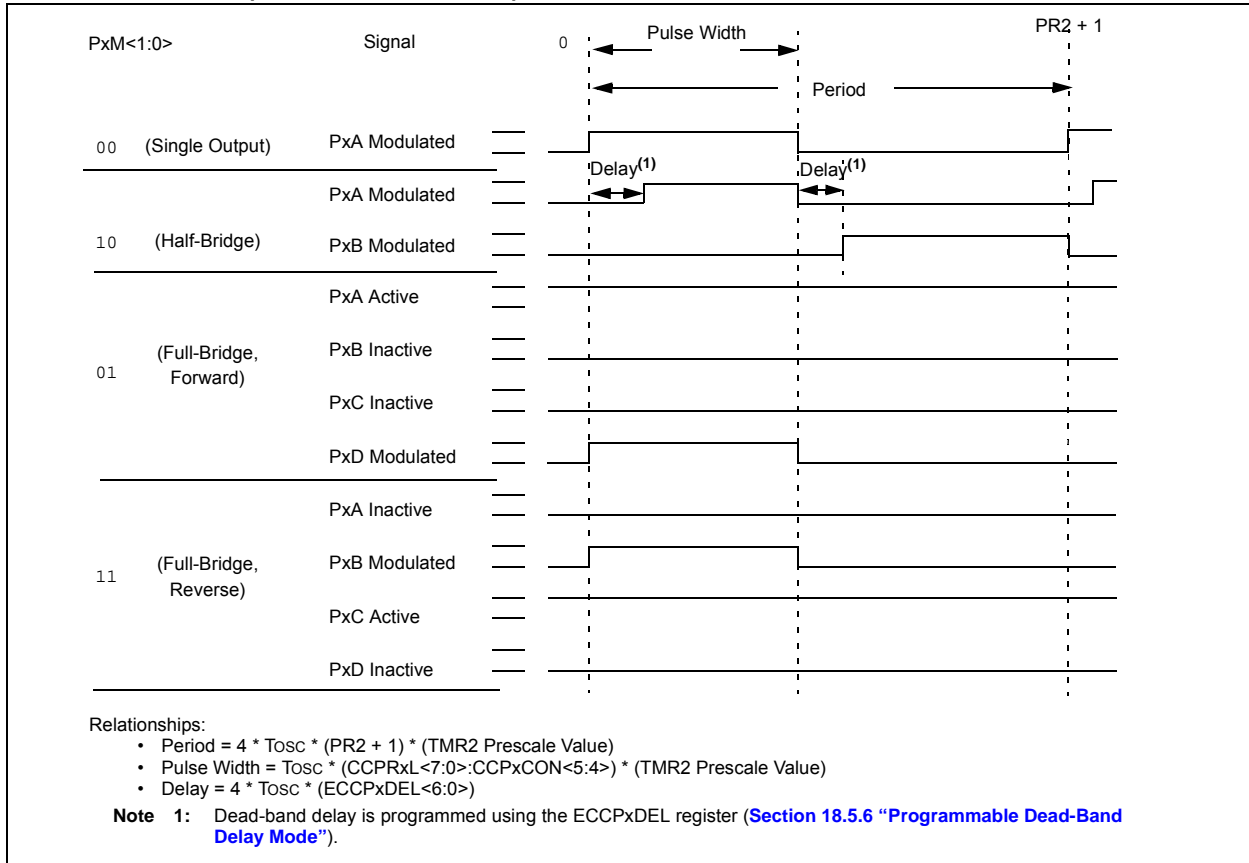 PxM<1:0> Signal 0 Pulse Width PR2 + 1
Period
00 (Single Output) PxA Modulated
Delay(1) Delay(1)
PxA Modulated
10 (Half-Bridge) PxB Modulated
PxA Active
01 (Full-Bridge, Forward) PxB Inactive
PxC Inactive
PxD Modulated
PxA Inactive
11 (Full-Bridge, Reverse) PxB Modulated
PxC Active
PxD Inactive
Relationships:
• Period = 4 * TOSC * (PR2 + 1) * (TMR2 Prescale Value)
• Pulse Width = TOSC * (CCPRxL<7:0>:CCPxCON<5:4>) * (TMR2 Prescale Value)
• Delay = 4 * TOSC * (ECCPxDEL<6:0>)
Note 1: Dead-band delay is programmed using the ECCPxDEL register (Section 18.5.6 “Programmable Dead-Band
Delay Mode”).